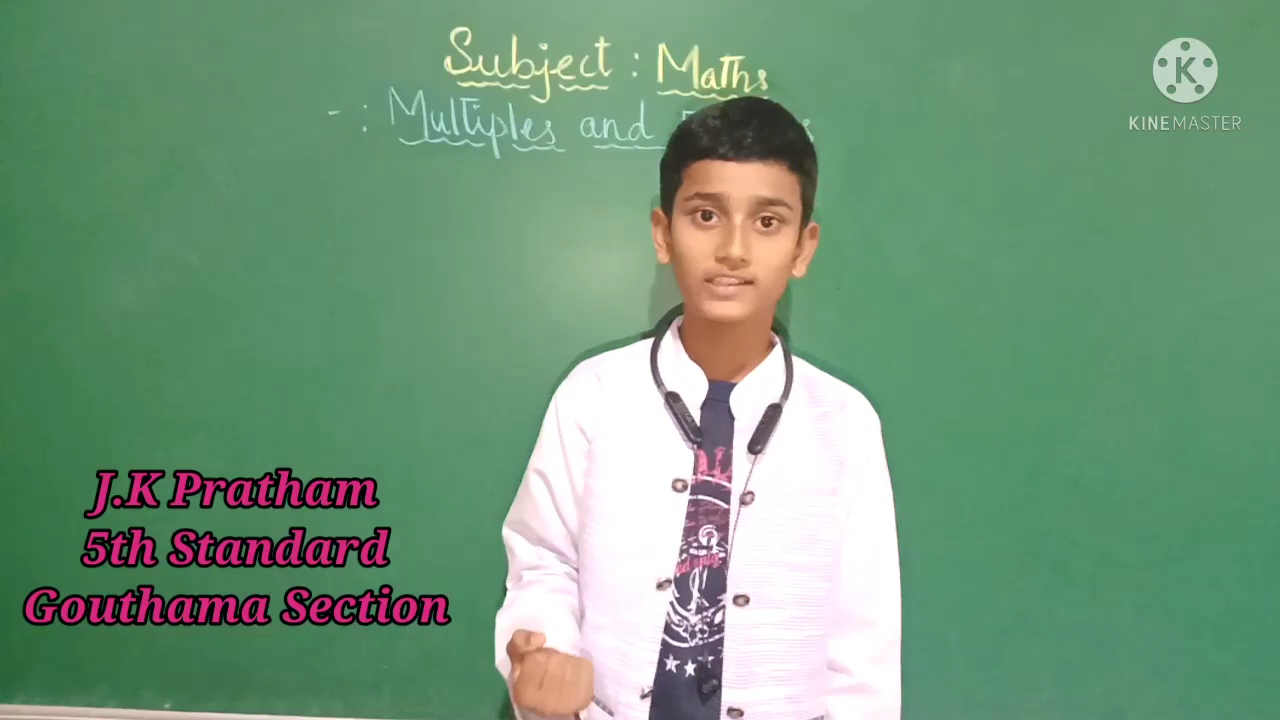 Subject : Maths
- : Multiples and
K
KINEMASTER
J.K Pratham
5th Standard
Gouthama Section